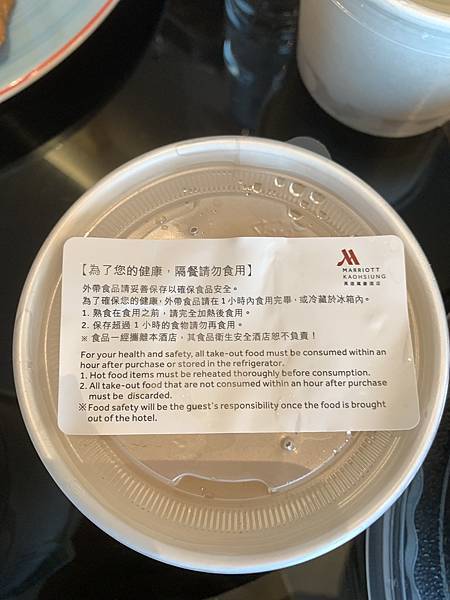 【為了您的健康，隔餐請勿食用】
MARRIOTT
KAOHSIUNG
高雄萬豪酒店
外帶食品請妥善保存以確保食品安全。
為了確保您的健康，外帶食品請在1小時內食用完畢，或冷藏於冰箱內。
1. 熟食在食用之前，請完全加熱後食用。
2. 保存超過 1 小時的食物請勿再食用。
※ 食品一經攜離本酒店，其食品衛生安全酒店恕不負責！
For your health and safety, all take-out food must be consumed within an
hour after purchase or stored in the refrigerator.
1. Hot food items must be reheated thoroughly before consumption.
2. All take-out food that are not consumed within an hour after purchase
must be discarded.
※ Food safety will be the guest's responsibility once the food is brought
out of the hotel.